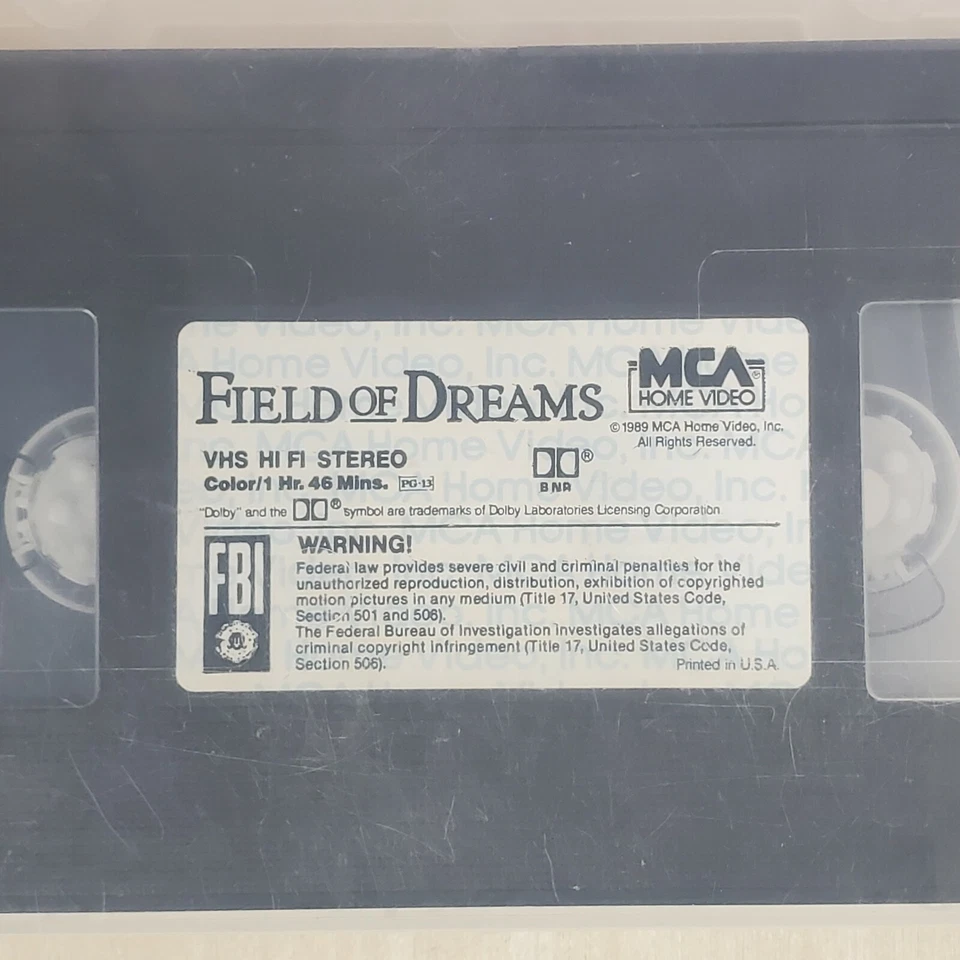 FIELD OF DREAMS
MCA®
HOME VIDEO
©1989 MCA Home Video, Inc.
All Rights Reserved.
VHS HI FI STEREO
®
Color/1 Hr. 46 Mins. PG-13
B NR
"Dolby" and the ® symbol are trademarks of Dolby Laboratories Licensing Corporation
FBI
WARNING!
Federal law provides severe civil and criminal penalties for the
unauthorized reproduction, distribution, exhibition of copyrighted
motion pictures in any medium (Title 17, United States Code,
Section 501 and 506).
The Federal Bureau of Investigation investigates allegations of
criminal copyright infringement (Title 17, United States Code,
Section 506).
Printed in U.S.A.